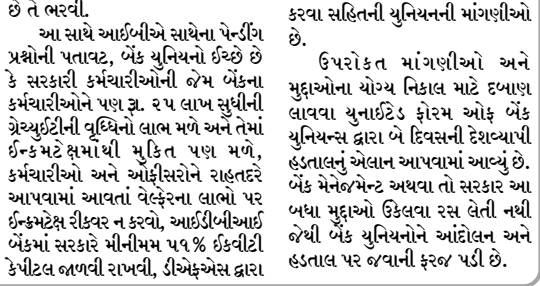 છે તે ભરવી.
આ સાથે આઈબીએ સાથેના પેન્ડીંગ
પ્રશ્નોની પતાવટ, બેંક યુનિયનો ઈચ્છે છે
કે સરકારી કર્મચારીઓની જેમ બેંકના
કર્મચારીઓને પણ રૂા. ૨૫ લાખ સુધીની
ગ્રેચ્યુઈટીની વૃધ્ધિનો લાભ મળે અને તેમાં
ઈન્કમટેક્ષમાંથી મુકિત પણ મળે,
કર્મચારીઓ અને ઓફીસરોને રાહતદરે
આપવામાં આવતાં વેલ્ફેરના લાભો પર
ઈન્ક્રમટેક્ષ રીકવર ન કરવો, આઈડીબીઆઈ
બેંકમાં સરકારે મીનીમમ ૫૧% ઈકવીટી
કેપીટલ જાળવી રાખવી, ડીએફએસ દ્વારા
કરવા સહિતની યુનિયનની માંગણીઓ
છે.
ઉપરોકત માંગણીઓ અને
મુદ્દાઓના યોગ્ય નિકાલ માટે દબાણ
લાવવા યુનાઈટેડ ફોરમ ઓફ બેંક
યુનિયન્સ દ્વારા બે દિવસની દેશવ્યાપી
હડતાલનું એલાન આપવામાં આવ્યું છે.
બેંક મેનેજમેન્ટ અથવા તો સરકાર આ
બધા મુદ્દાઓ ઉકેલવા રસ લેતી નથી
જેથી બેંક યુનિયનોને આંદોલન અને
હડતાલ પર જવાની ફરજ પડી છે.